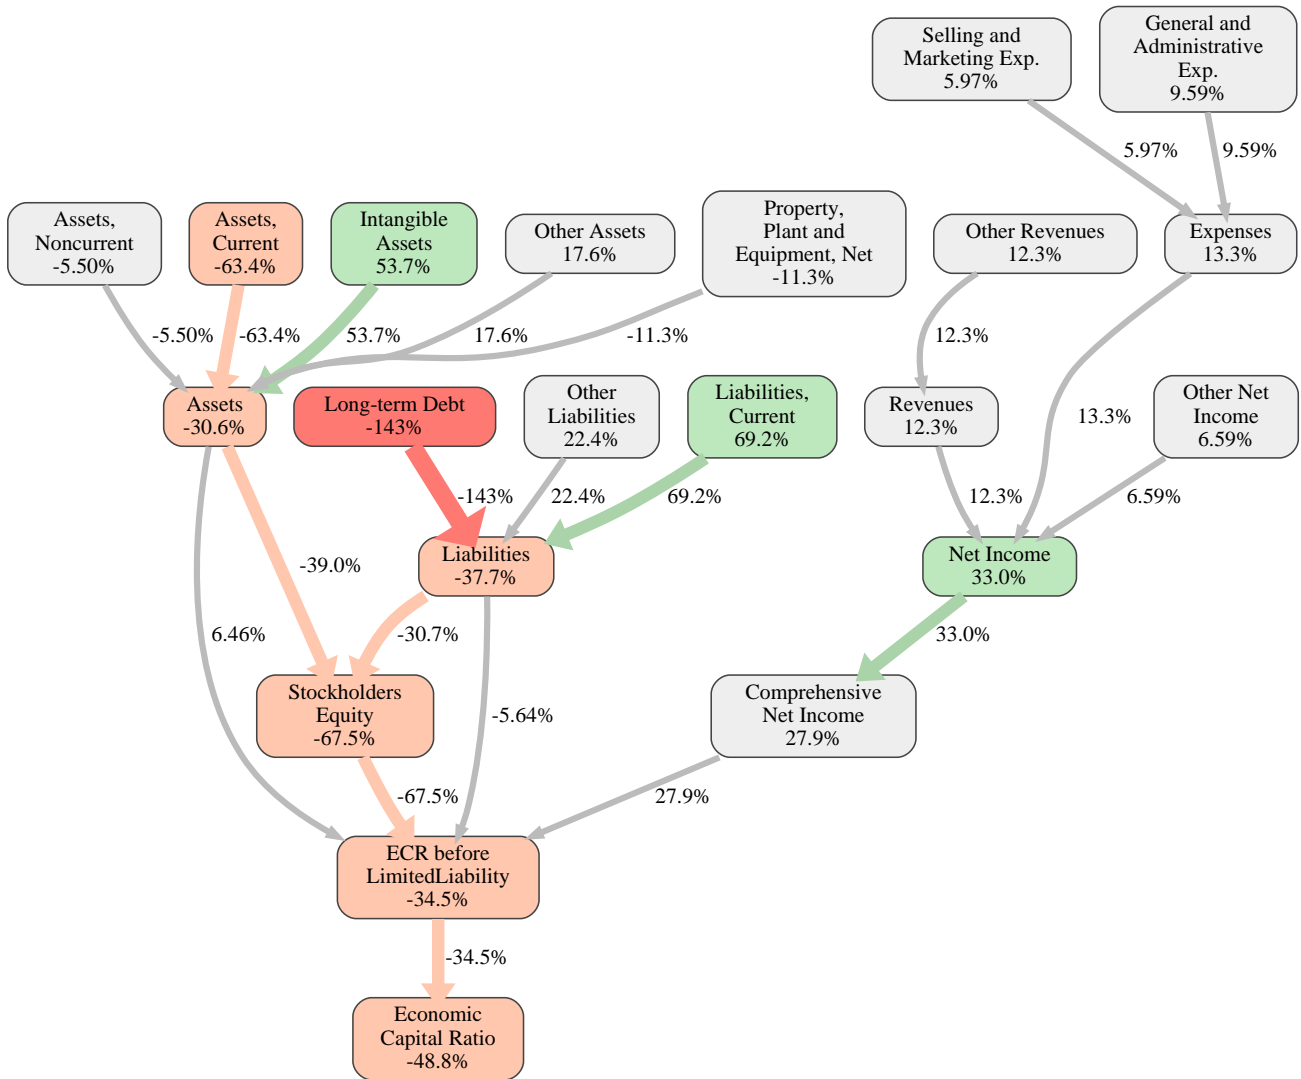 Selling and
Marketing Exp.
5.97%
General and
Administrative
Exp.
9.59%
5.97%
9.59%
Assets,
Noncurrent
-5.50%
Assets,
Current
-63.4%
Intangible
Assets
53.7%
Other Assets
17.6%
Property,
Plant and
Equipment, Net
-11.3%
Other Revenues
12.3%
Expenses
13.3%
-5.50%
-63.4%
53.7%
17.6%
-11.3%
12.3%
Assets
-30.6%
Long-term Debt
-143%
Other
Liabilities
22.4%
Liabilities,
Current
69.2%
Revenues
12.3%
13.3%
Other Net
Income
6.59%
-143%
22.4%
69.2%
12.3%
6.59%
-39.0%
Liabilities
-37.7%
Net Income
33.0%
6.46%
-30.7%
33.0%
Stockholders
Equity
-67.5%
-5.64%
Comprehensive
Net Income
27.9%
-67.5%
27.9%
ECR before
LimitedLiability
-34.5%
-34.5%
Economic
Capital Ratio
-48.8%